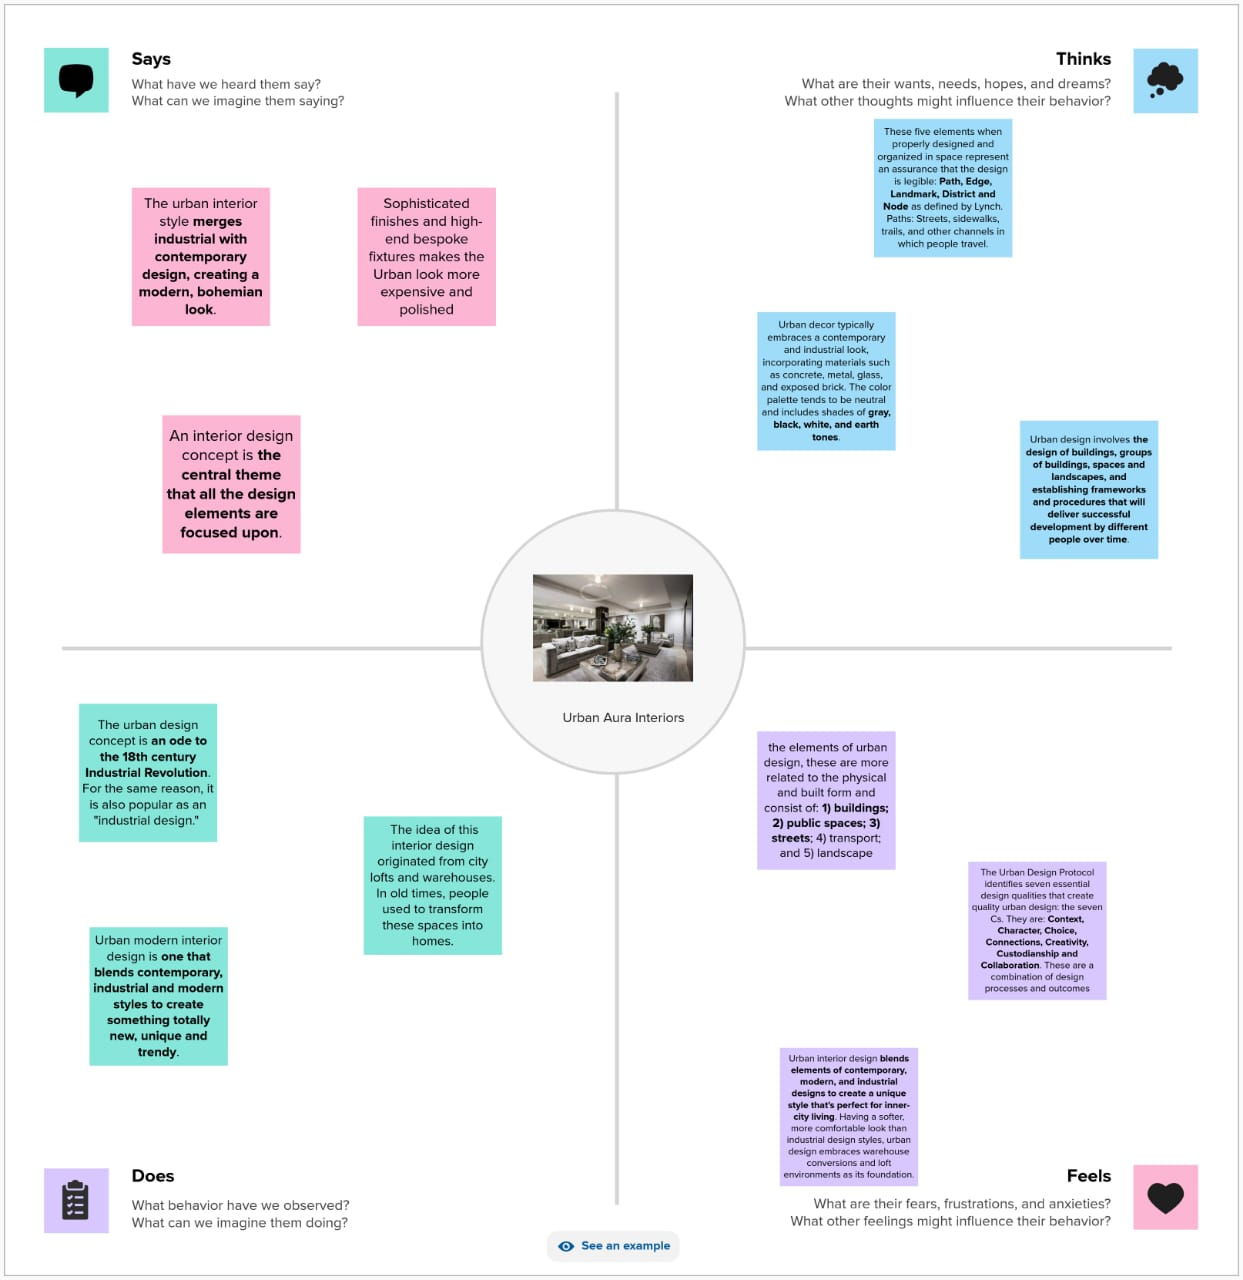 Says
What have we heard them say?
What can we imagine them saying?
Thinks
What are their wants, needs, hopes, and dreams?
What other thoughts might influence their behavior?
The urban interior
style merges
industrial with
contemporary
design, creating a
modern, bohemian
look.
Sophisticated
finishes and high-
end bespoke
fixtures makes the
Urban look more
expensive and
polished
An interior design
concept is the
central theme
that all the design
elements are
focused upon.
These five elements when
properly designed and
organized in space represent
an assurance that the design
is legible: Path, Edge,
Landmark, District and
Node as defined by Lynch.
Paths: Streets, sidewalks,
trails, and other channels in
which people travel.
Urban decor typically
embraces a contemporary
and industrial look,
incorporating materials such
as concrete, metal, glass,
and exposed brick. The color
palette tends to be neutral
and includes shades of gray,
black, white, and earth
tones.
Urban design involves the
design of buildings, groups
of buildings, spaces and
landscapes, and
establishing frameworks
and procedures that will
deliver successful
development by different
people over time.
Urban Aura Interiors
The urban design
concept is an ode to
the 18th century
Industrial Revolution.
For the same reason, it
is also popular as an
"industrial design."
The idea of this
interior design
originated from city
lofts and warehouses.
In old times, people
used to transform
these spaces into
homes.
Urban modern interior
design is one that
blends contemporary,
industrial and modern
styles to create
something totally
new, unique and
trendy.
the elements of urban
design, these are more
related to the physical
and built form and
consist of: 1) buildings;
2) public spaces; 3)
streets; 4) transport;
and 5) landscape
The Urban Design Protocol
identifies seven essential
design qualities that create
quality urban design: the seven
Cs. They are: Context,
Character, Choice,
Connections, Creativity,
Custodianship and
Collaboration. These are a
combination of design
processes and outcomes
Urban interior design blends
elements of contemporary,
modern, and industrial
designs to create a unique
style that's perfect for inner-
city living. Having a softer,
more comfortable look than
industrial design styles, urban
design embraces warehouse
conversions and loft
environments as its foundation.
Does
What behavior have we observed?
What can we imagine them doing?
Feels
What are their fears, frustrations, and anxieties?
What other feelings might influence their behavior?
See an example